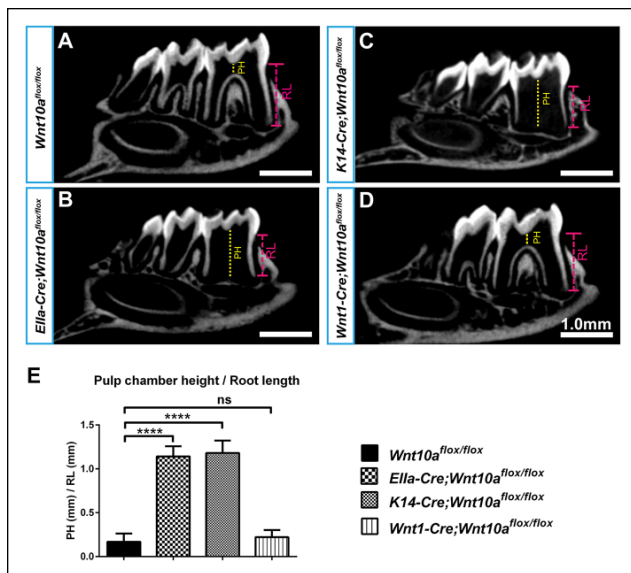 A
PH
RL
Wnt10a flox/flox
C
PH
RL
K14-Cre;Wnt10a flox/flox
B
PH
RL
Ella-Cre;Wnt10a flox/flox
D
PH
RL
1.0mm
Wnt1-Cre;Wnt10a flox/flox
E
Pulp chamber height / Root length
ns
****
****
PH (mm) / RL (mm)
1.5
1.0
0.5
0.0
Wnt10a flox/flox
Ella-Cre;Wnt10a flox/flox
K14-Cre;Wnt10a flox/flox
Wnt1-Cre;Wnt10a flox/flox